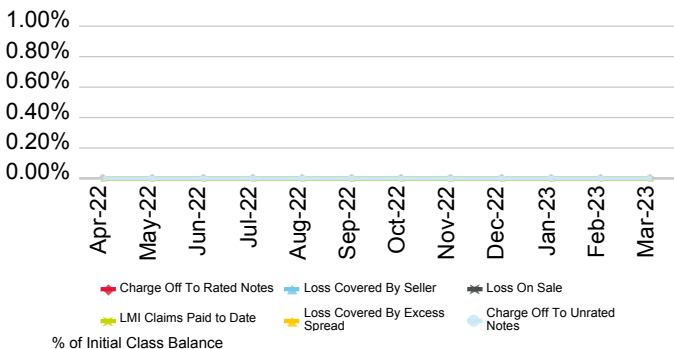 1.00%
0.80%
0.60%
0.40%
0.20%
0.00%
Apr-22
May-22
Jun-22
Jul-22
Aug-22
Sep-22
Oct-22
Nov-22
Dec-22
Jan-23
Feb-23
Mar-23
Charge Off To Rated Notes
Loss Covered By Seller
Loss On Sale
LMI Claims Paid to Date
Loss Covered By Excess
Spread
Charge Off To Unrated
Notes
% of Initial Class Balance